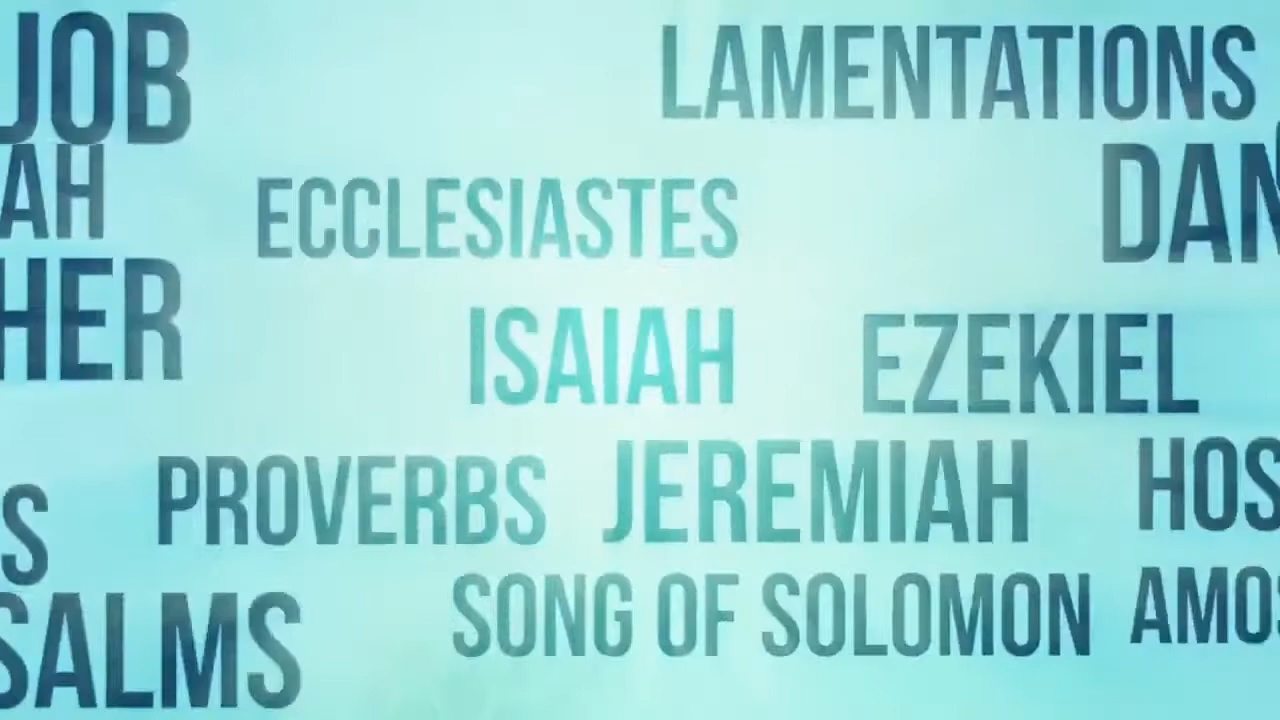 JOB
LAMENTATIONS
AH
DAN
ECCLESIASTES
HER
ISAIAH
EZEKIEL
PROVERBS
JEREMIAH
HOS
S
SONG OF SOLOMON
AMOS
SALMS